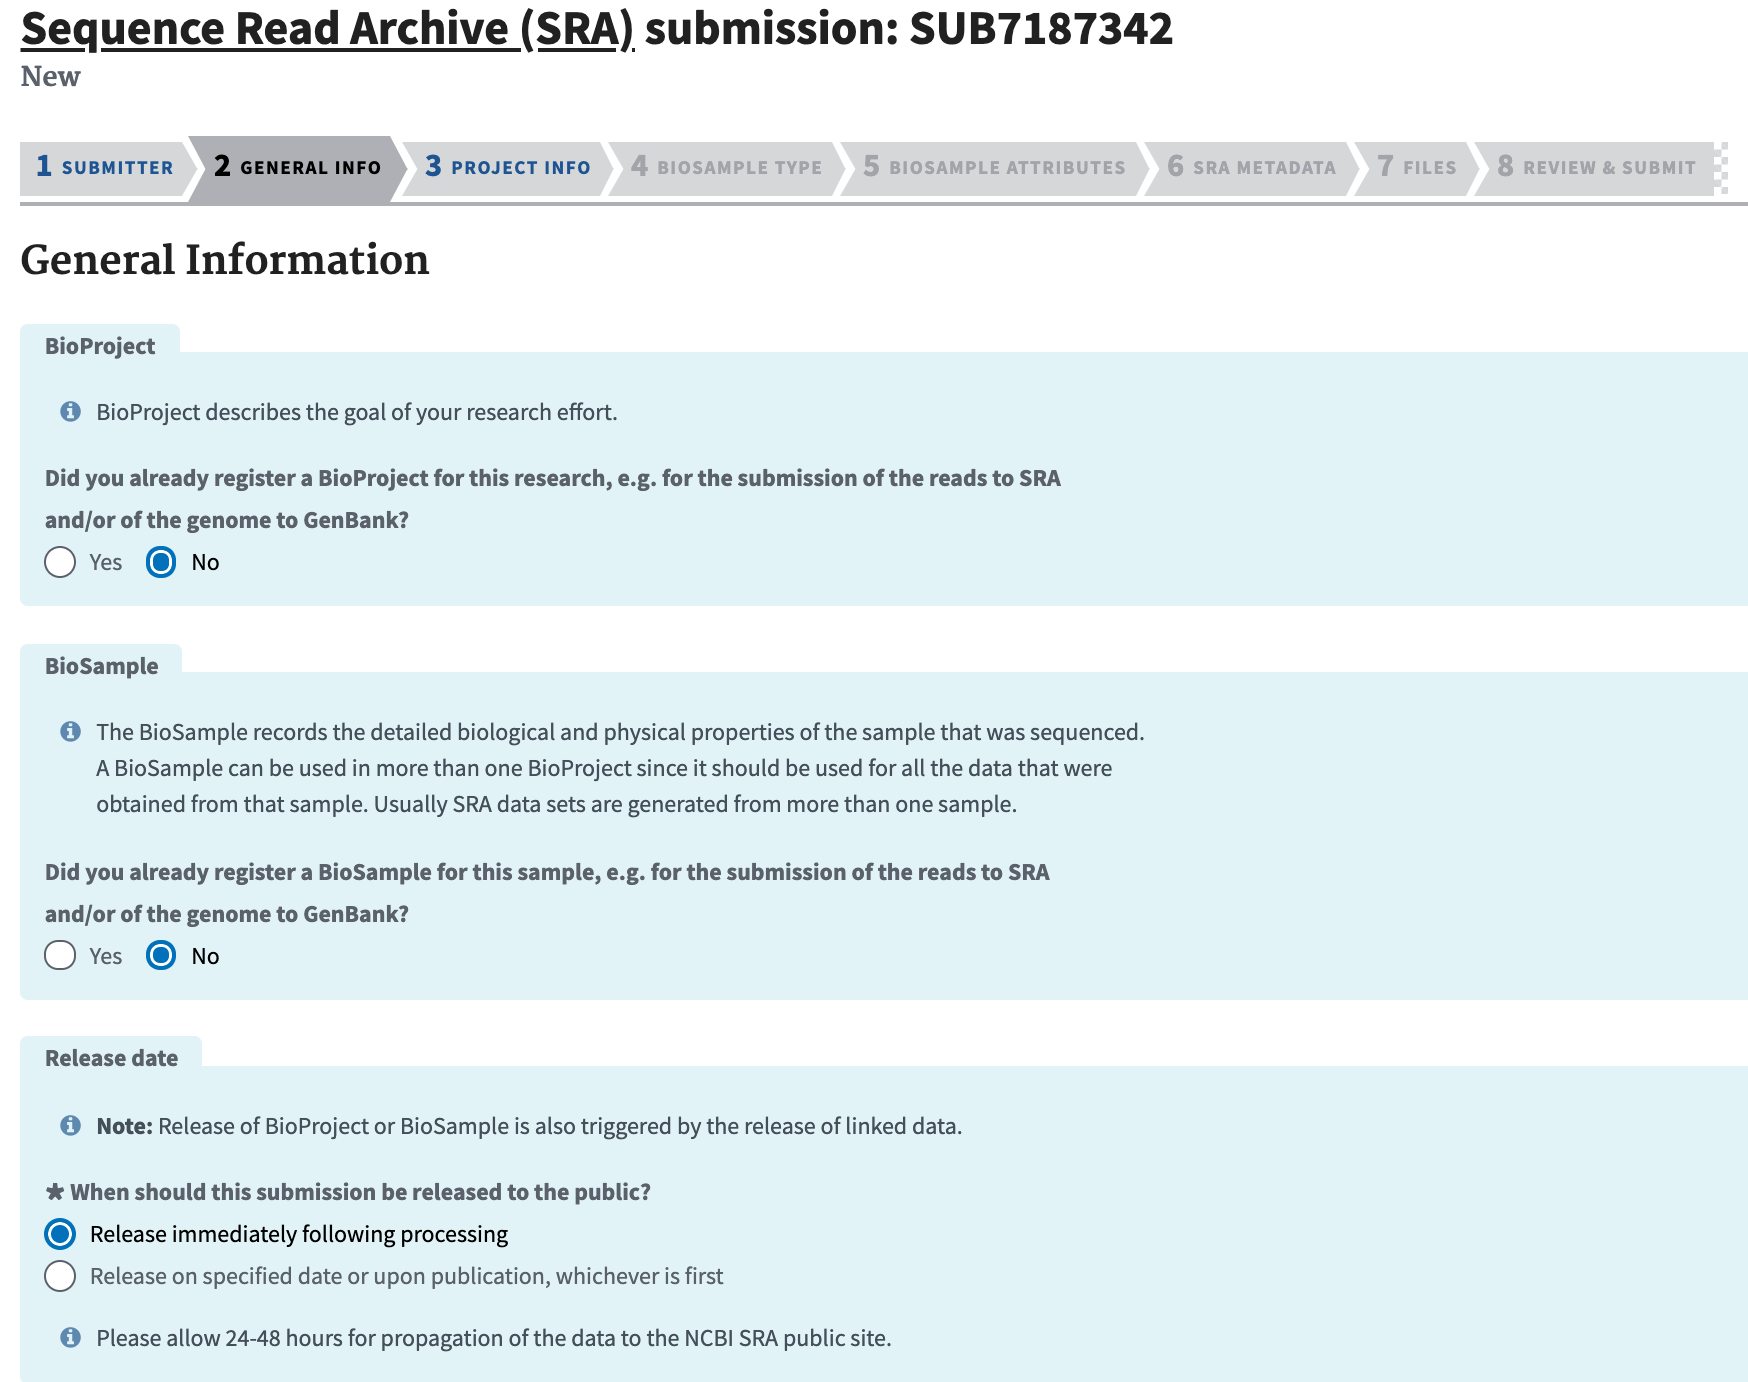 Sequence Read Archive (SRA) submission: SUB7187342
New
1 SUBMITTER 2 GENERAL INFO 3 PROJECT INFO 4 BIOSAMPLE TYPE 5 BIOSAMPLE ATTRIBUTES 6 SRA METADATA 7 FILES 8 REVIEW & SUBMIT
General Information
BioProject
BioProject describes the goal of your research effort.
Did you already register a BioProject for this research, e.g. for the submission of the reads to SRA
and/or of the genome to GenBank?
Yes No
BioSample
The BioSample records the detailed biological and physical properties of the sample that was sequenced.
A BioSample can be used in more than one BioProject since it should be used for all the data that were
obtained from that sample. Usually SRA data sets are generated from more than one sample.
Did you already register a BioSample for this sample, e.g. for the submission of the reads to SRA
and/or of the genome to GenBank?
Yes No
Release date
Note: Release of BioProject or BioSample is also triggered by the release of linked data.
* When should this submission be released to the public?
Release immediately following processing
Release on specified date or upon publication, whichever is first
Please allow 24-48 hours for propagation of the data to the NCBI SRA public site.